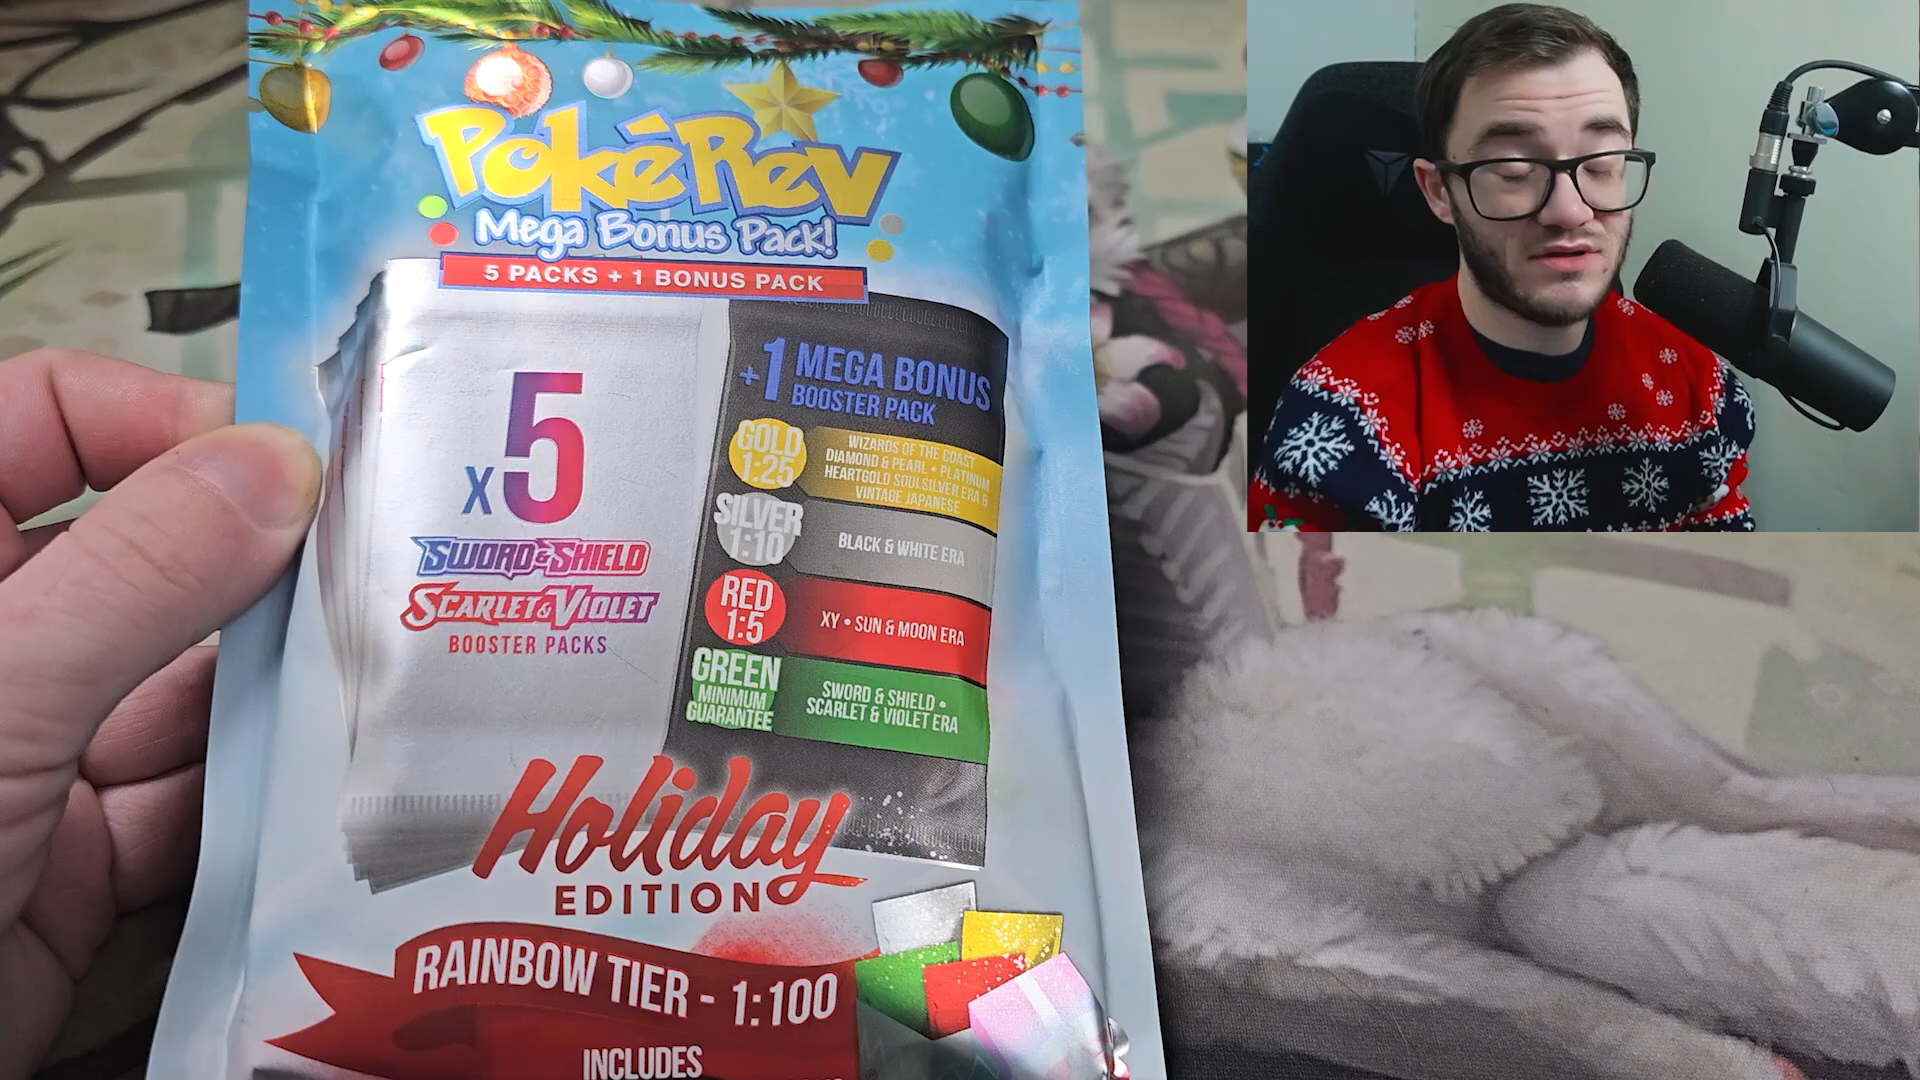 PokéRev
Mega Bonus Pack!
5 PACKS + 1 BONUS PACK
x5
SWORD & SHIELD
SCARLET & VIOLET
BOOSTER PACKS
+1 MEGA BONUS
BOOSTER PACK
GOLD
1:25
WIZARDS OF THE COAST
DIAMOND & PEARL • PLATINUM
HEARTGOLD SOULSILVER ERA &
VINTAGE JAPANESE
SILVER
1:10
BLACK & WHITE ERA
RED
1:5
XY • SUN & MOON ERA
GREEN
MINIMUM
GUARANTEE
SWORD & SHIELD •
SCARLET & VIOLET ERA
Holiday
EDITION
RAINBOW TIER - 1:100
INCLUDES